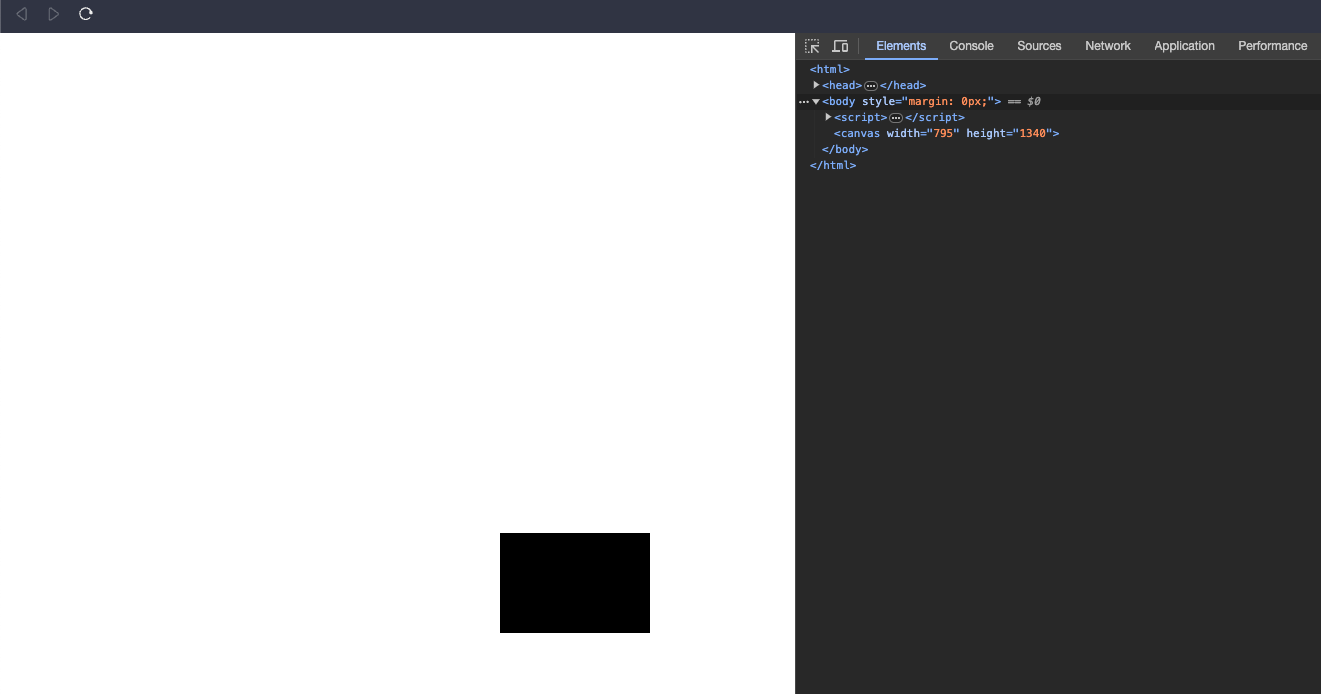 Elements Console Sources Network Application Performance
<html>
<head>…</head>
…<body style="margin: 0px;"> == $0
<script>…</script>
<canvas width="795" height="1340">
</body>
</html>